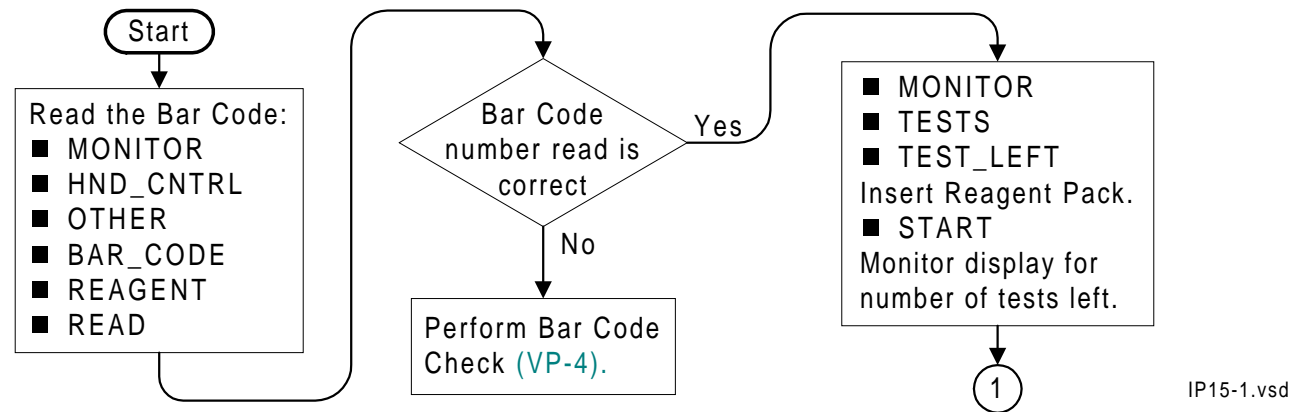 Start
Read the Bar Code:
■ MONITOR
■ HND_CNTRL
■ OTHER
■ BAR_CODE
■ REAGENT
■ READ
Bar Code
number read is
correct
Yes
No
Perform Bar Code
Check (VP-4).
■ MONITOR
■ TESTS
■ TEST_LEFT
Insert Reagent Pack.
■ START
Monitor display for
number of tests left.
1
IP15-1.vsd